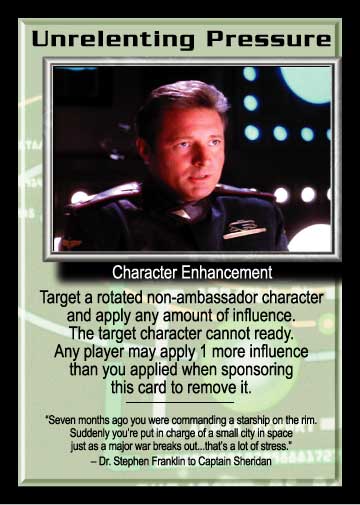 Unrelenting Pressure
Character Enhancement
Target a rotated non-ambassador character
and apply any amount of influence.
The target character cannot ready.
Any player may apply 1 more influence
than you applied when sponsoring
this card to remove it.
“Seven months ago you were commanding a starship on the rim.
Suddenly you're put in charge of a small city in space
just as a major war breaks out...that's a lot of stress.”
– Dr. Stephen Franklin to Captain Sheridan